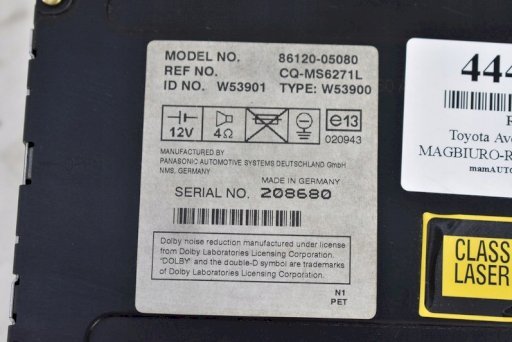 MODEL NO. 86120-05080
REF NO. CQ-MS6271L
ID NO. W53901 TYPE: W53900
12V 4Ω e13
020943
MANUFACTURED BY
PANASONIC AUTOMOTIVE SYSTEMS DEUTSCHLAND GmbH
NMS, GERMANY
MADE IN GERMANY
SERIAL NO. 208680
Dolby noise reduction manufactured under license
from Dolby Laboratories Licensing Corporation.
"DOLBY" and the double-D symbol are trademarks
of Dolby Laboratories Licensing Corporation.
N1
PET
444
R
Toyota Ave
MAGBIURO-R
mamAUTO
CLASS
LASER